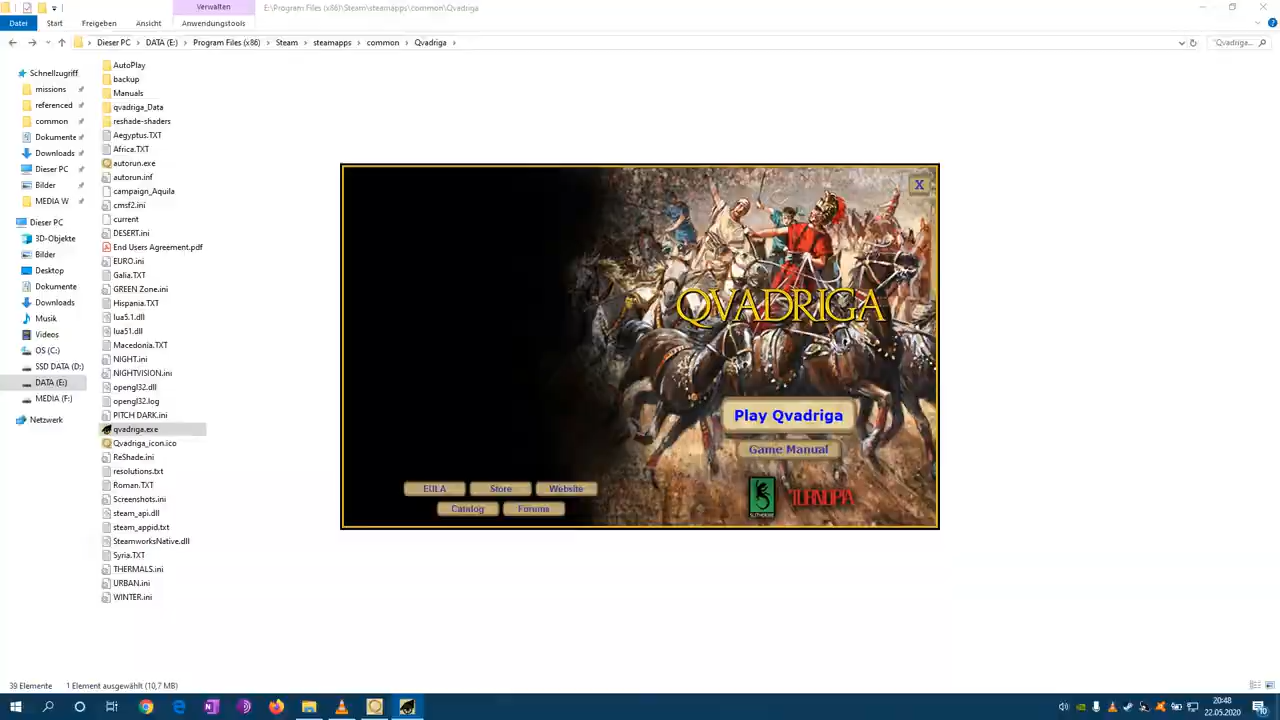 Verwalten
E:\Program Files (x86)\Steam\steamapps\common\Qvadriga
Datei
Start
Freigeben
Ansicht
Anwendungstools
Dieser PC
DATA (E:)
Program Files (x86)
Steam
steamapps
common
Qvadriga
"Qvadriga...
Schnellzugriff
missions
referenced
common
Dokumente
Downloads
Dieser PC
Bilder
MEDIA W
Dieser PC
3D-Objekte
Bilder
Desktop
Dokumente
Downloads
Musik
Videos
OS (C:)
SSD DATA (D:)
DATA (E:)
MEDIA (F:)
Netzwerk
AutoPlay
backup
Manuals
qvadriga_Data
reshade-shaders
Aegyptus.TXT
Africa.TXT
autorun.exe
autorun.inf
campaign_Aquila
cmsf2.ini
current
DESERT.ini
End Users Agreement.pdf
EURO.ini
Galia.TXT
GREEN Zone.ini
Hispania.TXT
lua5.1.dll
lua51.dll
Macedonia.TXT
NIGHT.ini
NIGHTVISION.ini
opengl32.dll
opengl32.log
PITCH DARK.ini
qvadriga.exe
Qvadriga_icon.ico
ReShade.ini
resolutions.txt
Roman.TXT
Screenshots.ini
steam_api.dll
steam_appid.txt
SteamworksNative.dll
Syria.TXT
THERMALS.ini
URBAN.ini
WINTER.ini
X
QVADRIGA
Play Qvadriga
Game Manual
EULA
Store
Website
Catalog
Forums
SLITHERINE
TURNOPIA
39 Elemente
1 Element ausgewählt (10,7 MB)
20:48
22.05.2020